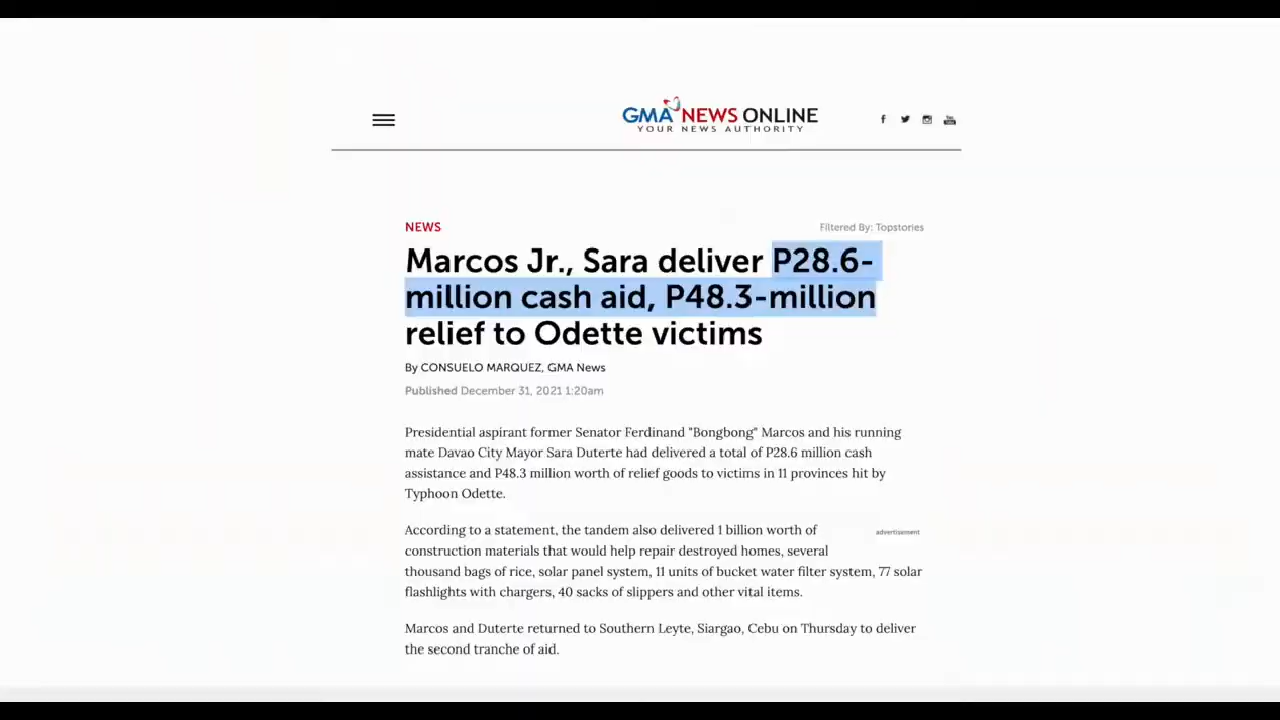 GMA NEWS ONLINE
YOUR NEWS AUTHORITY
NEWS
Filtered By: Topstories
Marcos Jr., Sara deliver P28.6-
million cash aid, P48.3-million
relief to Odette victims
By CONSUELO MARQUEZ, GMA News
Published December 31, 2021 1:20am
Presidential aspirant former Senator Ferdinand "Bongbong" Marcos and his running
mate Davao City Mayor Sara Duterte had delivered a total of P28.6 million cash
assistance and P48.3 million worth of relief goods to victims in 11 provinces hit by
Typhoon Odette.
According to a statement, the tandem also delivered 1 billion worth of
advertisement
construction materials that would help repair destroyed homes, several
thousand bags of rice, solar panel system, 11 units of bucket water filter system, 77 solar
flashlights with chargers, 40 sacks of slippers and other vital items.
Marcos and Duterte returned to Southern Leyte, Siargao, Cebu on Thursday to deliver
the second tranche of aid.